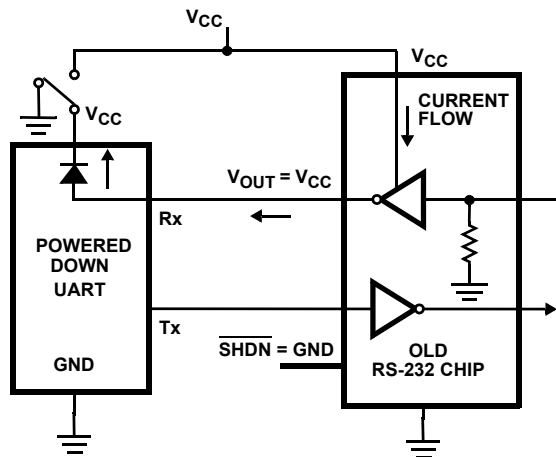 VCC
VCC
VCC
CURRENT
FLOW
VOUT = VCC
Rx
POWERED
DOWN
UART
Tx
SHDN = GND
GND
OLD
RS-232 CHIP